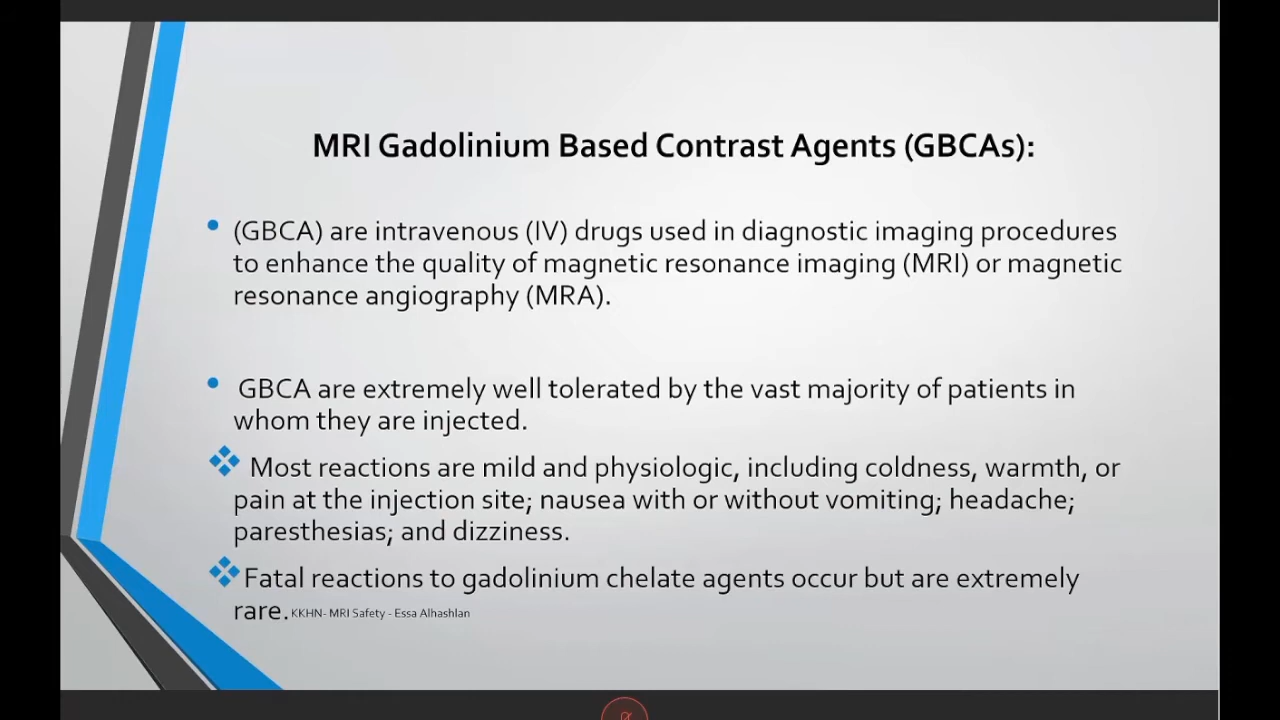 MRI Gadolinium Based Contrast Agents (GBCAs):
(GBCA) are intravenous (IV) drugs used in diagnostic imaging procedures
to enhance the quality of magnetic resonance imaging (MRI) or magnetic
resonance angiography (MRA).
GBCA are extremely well tolerated by the vast majority of patients in
whom they are injected.
Most reactions are mild and physiologic, including coldness, warmth, or
pain at the injection site; nausea with or without vomiting; headache;
paresthesias; and dizziness.
Fatal reactions to gadolinium chelate agents occur but are extremely
rare. KKHN- MRI Safety - Essa Alhashlan